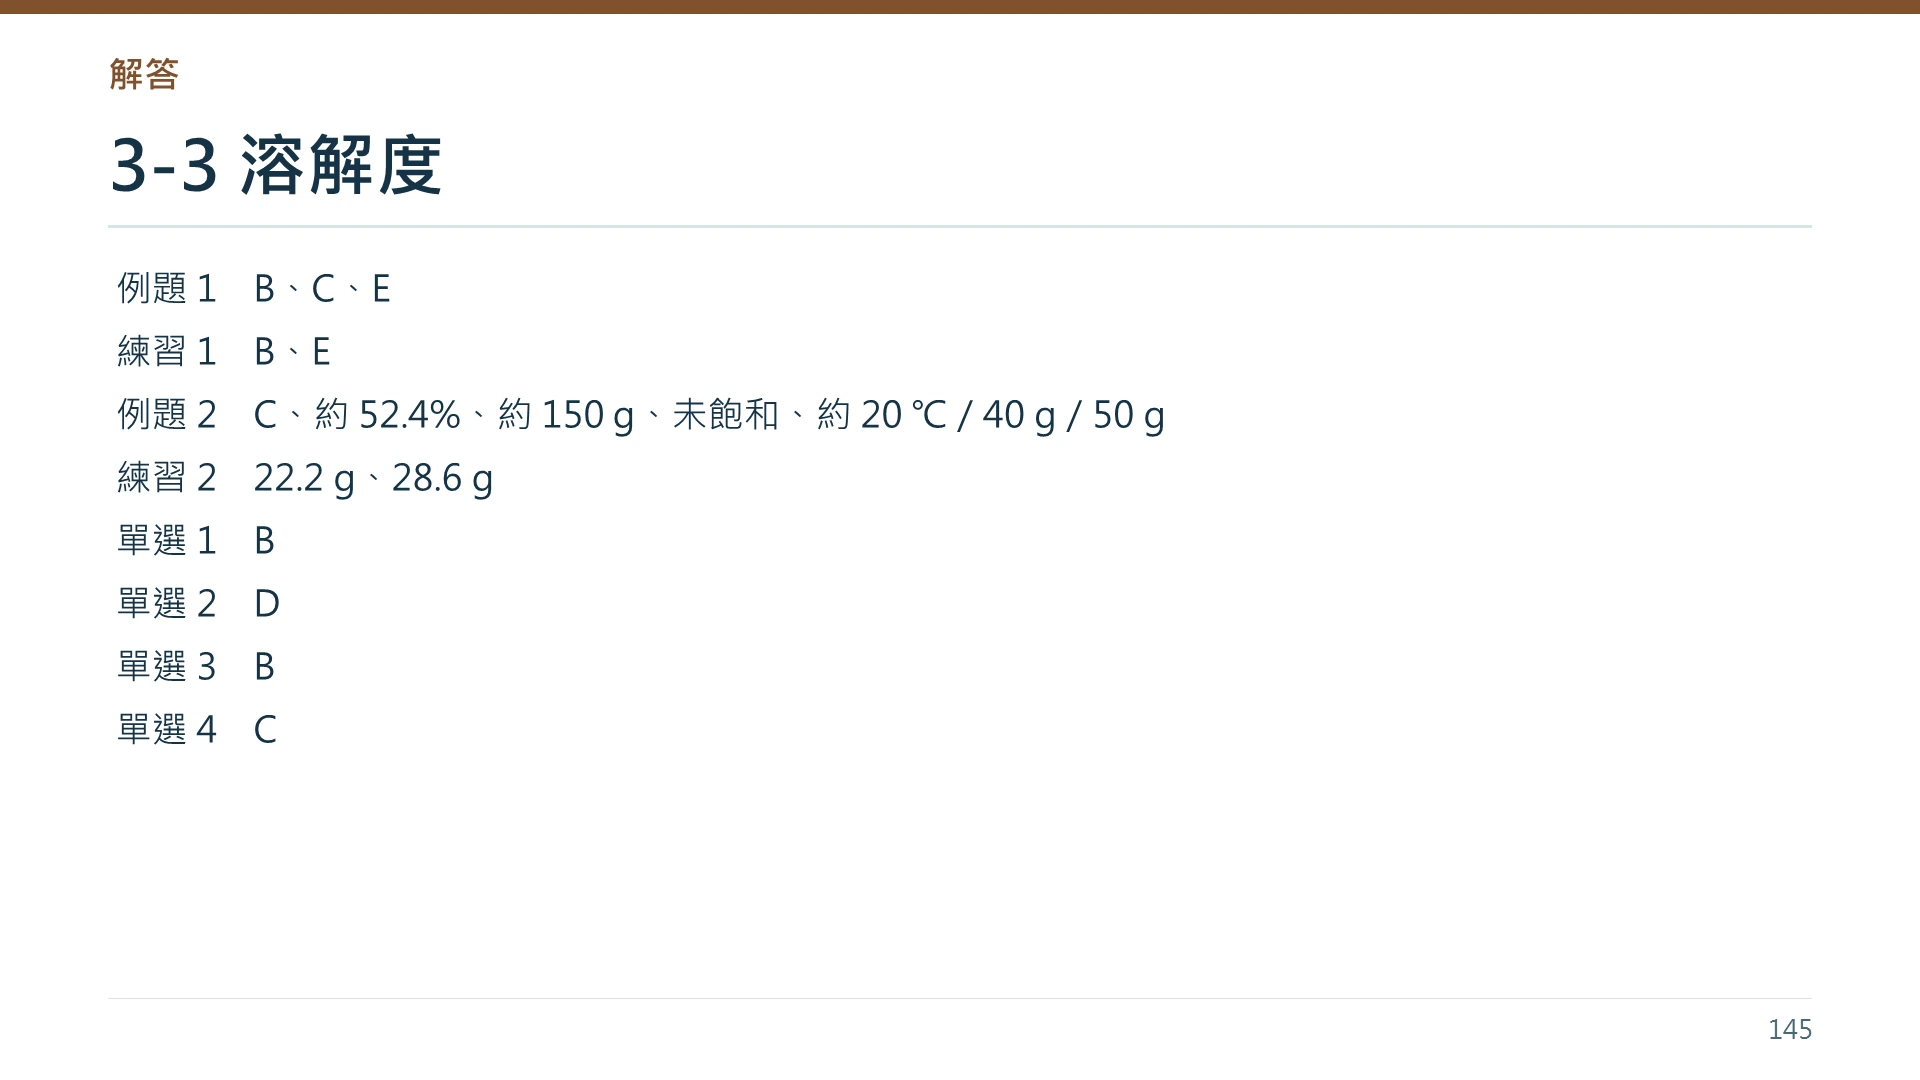 解答
3-3 溶解度
例題 1 B、C、E
練習 1 B、E
例題 2 C、約 52.4%、約 150 g、未飽和、約 20 ℃ / 40 g / 50 g
練習 2 22.2 g、28.6 g
單選 1 B
單選 2 D
單選 3 B
單選 4 C
145